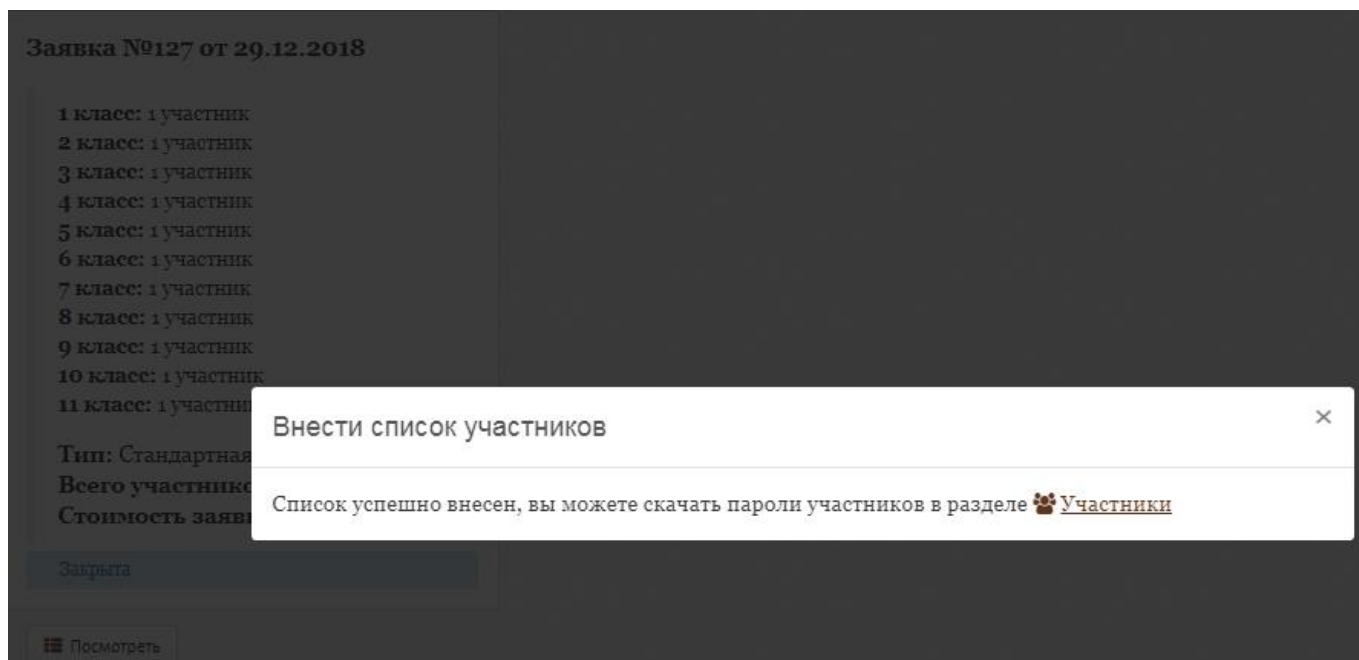 Заявка №127 от 29.12.2018
1 класс: 1 участник
2 класс: 1 участник
3 класс: 1 участник
4 класс: 1 участник
5 класс: 1 участник
6 класс: 1 участник
7 класс: 1 участник
8 класс: 1 участник
9 класс: 1 участник
10 класс: 1 участник
11 класс: 1 участни
Тип: Стандартная
Всего участнико
Стоимость заяв
Закрыта
Посмотреть
Внести список участников
×
Список успешно внесен, вы можете скачать пароли участников в разделе Участники